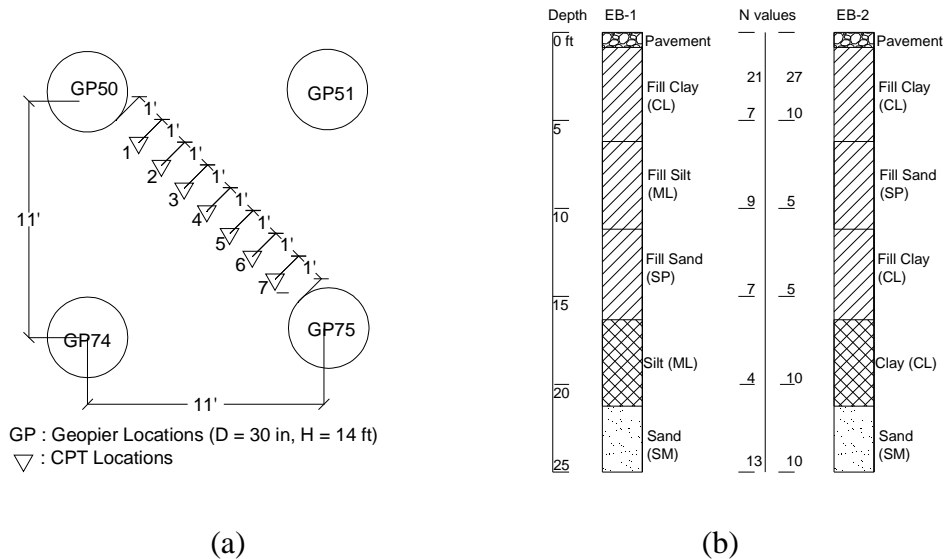 GP50
GP51
1'
1'
1'
1'
1'
1'
1'
1'
1
2
3
4
5
6
7
11'
GP74
GP75
11'
GP : Geopier Locations (D = 30 in, H = 14 ft)
: CPT Locations
(a)
Depth EB-1 N values EB-2
0 ft Pavement Pavement
21 27
Fill Clay Fill Clay
(CL) (CL)
5 7 10
Fill Silt Fill Sand
(ML) (SP)
10 9 5
Fill Sand Fill Clay
(SP) (CL)
15 7 5
Silt (ML) Clay (CL)
20 4 10
Sand Sand
(SM) (SM)
25 13 10
(b)